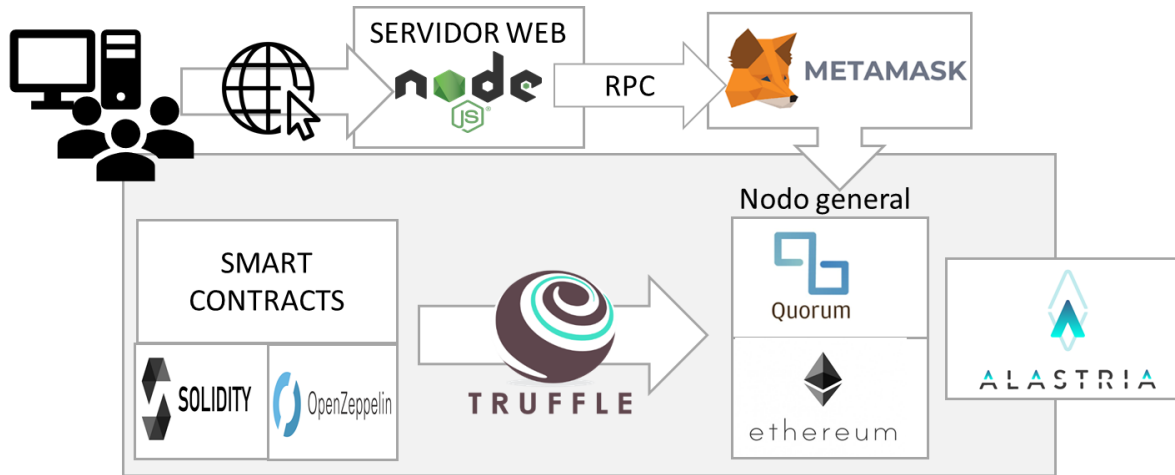 SERVIDOR WEB
node
JS
RPC
METAMASK
Nodo general
SMART
CONTRACTS
Quorum
SOLIDITY
OpenZeppelin
TRUFFLE
ethereum
ALASTRIA